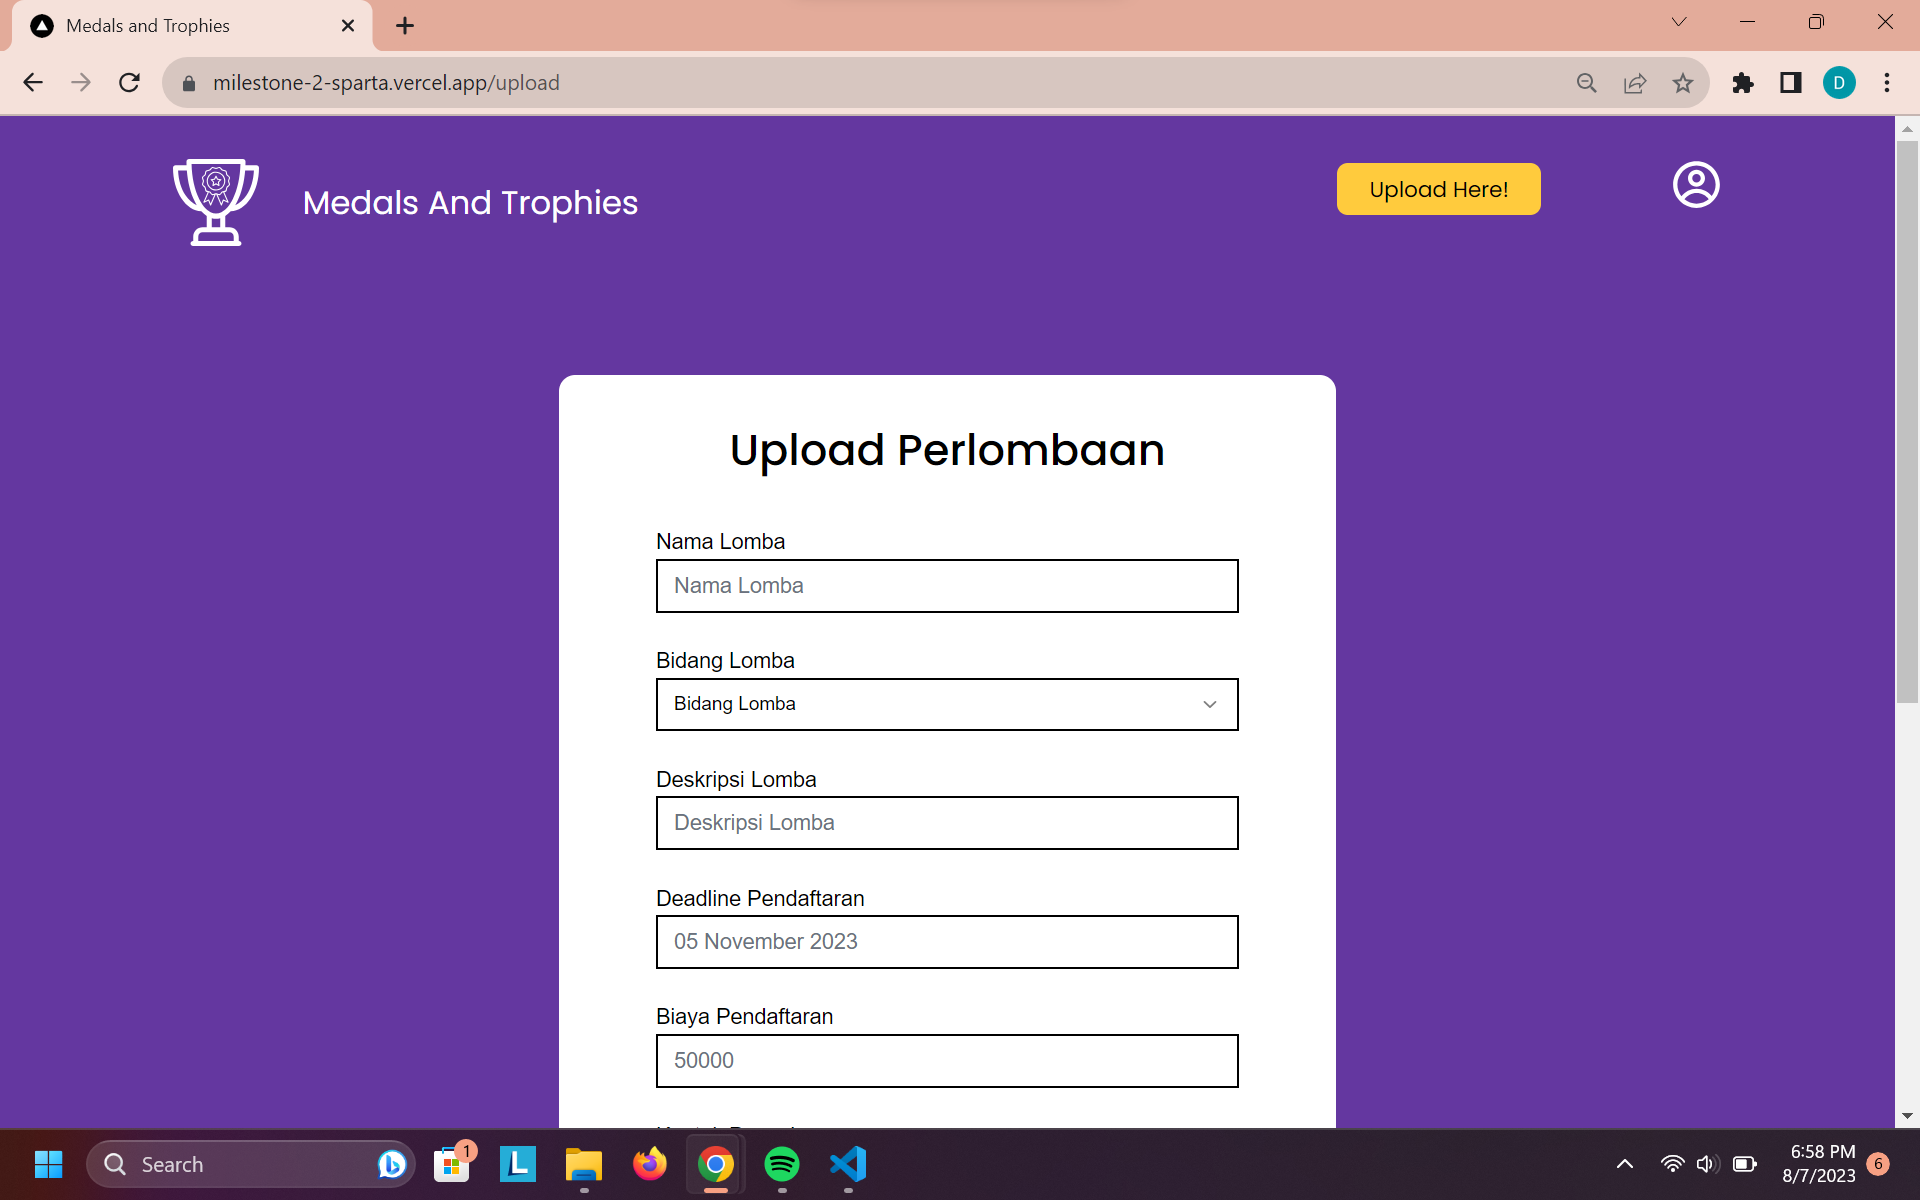 Medals and Trophies
milestone-2-sparta.vercel.app/upload
D
Medals And Trophies
Upload Here!
Upload Perlombaan
Nama Lomba
Nama Lomba
Bidang Lomba
Bidang Lomba
Deskripsi Lomba
Deskripsi Lomba
Deadline Pendaftaran
05 November 2023
Biaya Pendaftaran
50000
Search
1
L
6:58 PM
8/7/2023
6